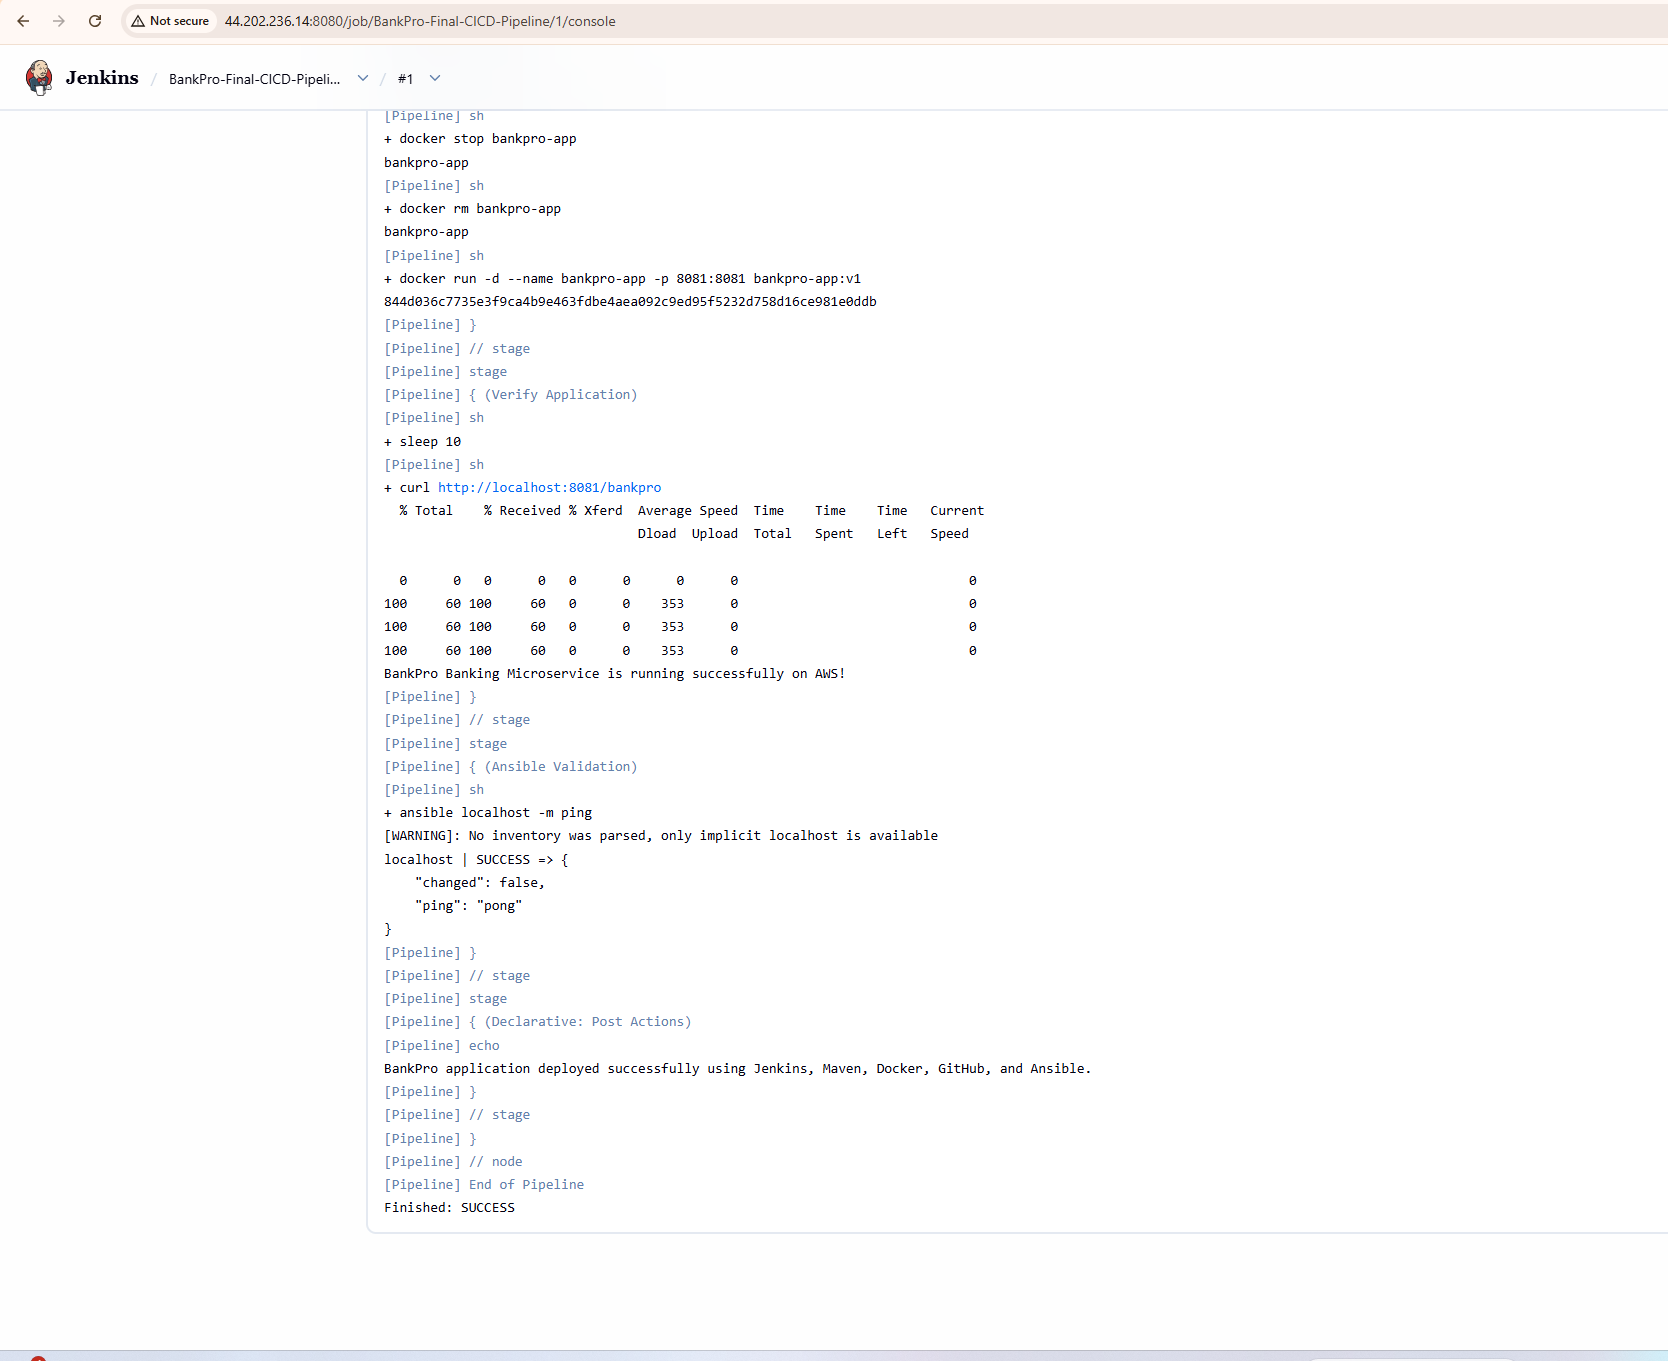 Not secure 44.202.236.14:8080/job/BankPro-Final-CICD-Pipeline/1/console
Jenkins / BankPro-Final-CICD-Pipeli... / #1
[Pipeline] sh
+ docker stop bankpro-app
bankpro-app
[Pipeline] sh
+ docker rm bankpro-app
bankpro-app
[Pipeline] sh
+ docker run -d --name bankpro-app -p 8081:8081 bankpro-app:v1
844d036c7735e3f9ca4b9e463fdbe4aea092c9ed95f5232d758d16ce981e0ddb
[Pipeline] }
[Pipeline] // stage
[Pipeline] stage
[Pipeline] { (Verify Application)
[Pipeline] sh
+ sleep 10
[Pipeline] sh
+ curl http://localhost:8081/bankpro
% Total % Received % Xferd Average Speed Time Time Time Current
Dload Upload Total Spent Left Speed
0 0 0 0 0 0 0 0 0
100 60 100 60 0 0 353 0 0
100 60 100 60 0 0 353 0 0
100 60 100 60 0 0 353 0 0
BankPro Banking Microservice is running successfully on AWS!
[Pipeline] }
[Pipeline] // stage
[Pipeline] stage
[Pipeline] { (Ansible Validation)
[Pipeline] sh
+ ansible localhost -m ping
[WARNING]: No inventory was parsed, only implicit localhost is available
localhost | SUCCESS => {
"changed": false,
"ping": "pong"
}
[Pipeline] }
[Pipeline] // stage
[Pipeline] stage
[Pipeline] { (Declarative: Post Actions)
[Pipeline] echo
BankPro application deployed successfully using Jenkins, Maven, Docker, GitHub, and Ansible.
[Pipeline] }
[Pipeline] // stage
[Pipeline] }
[Pipeline] // node
[Pipeline] End of Pipeline
Finished: SUCCESS